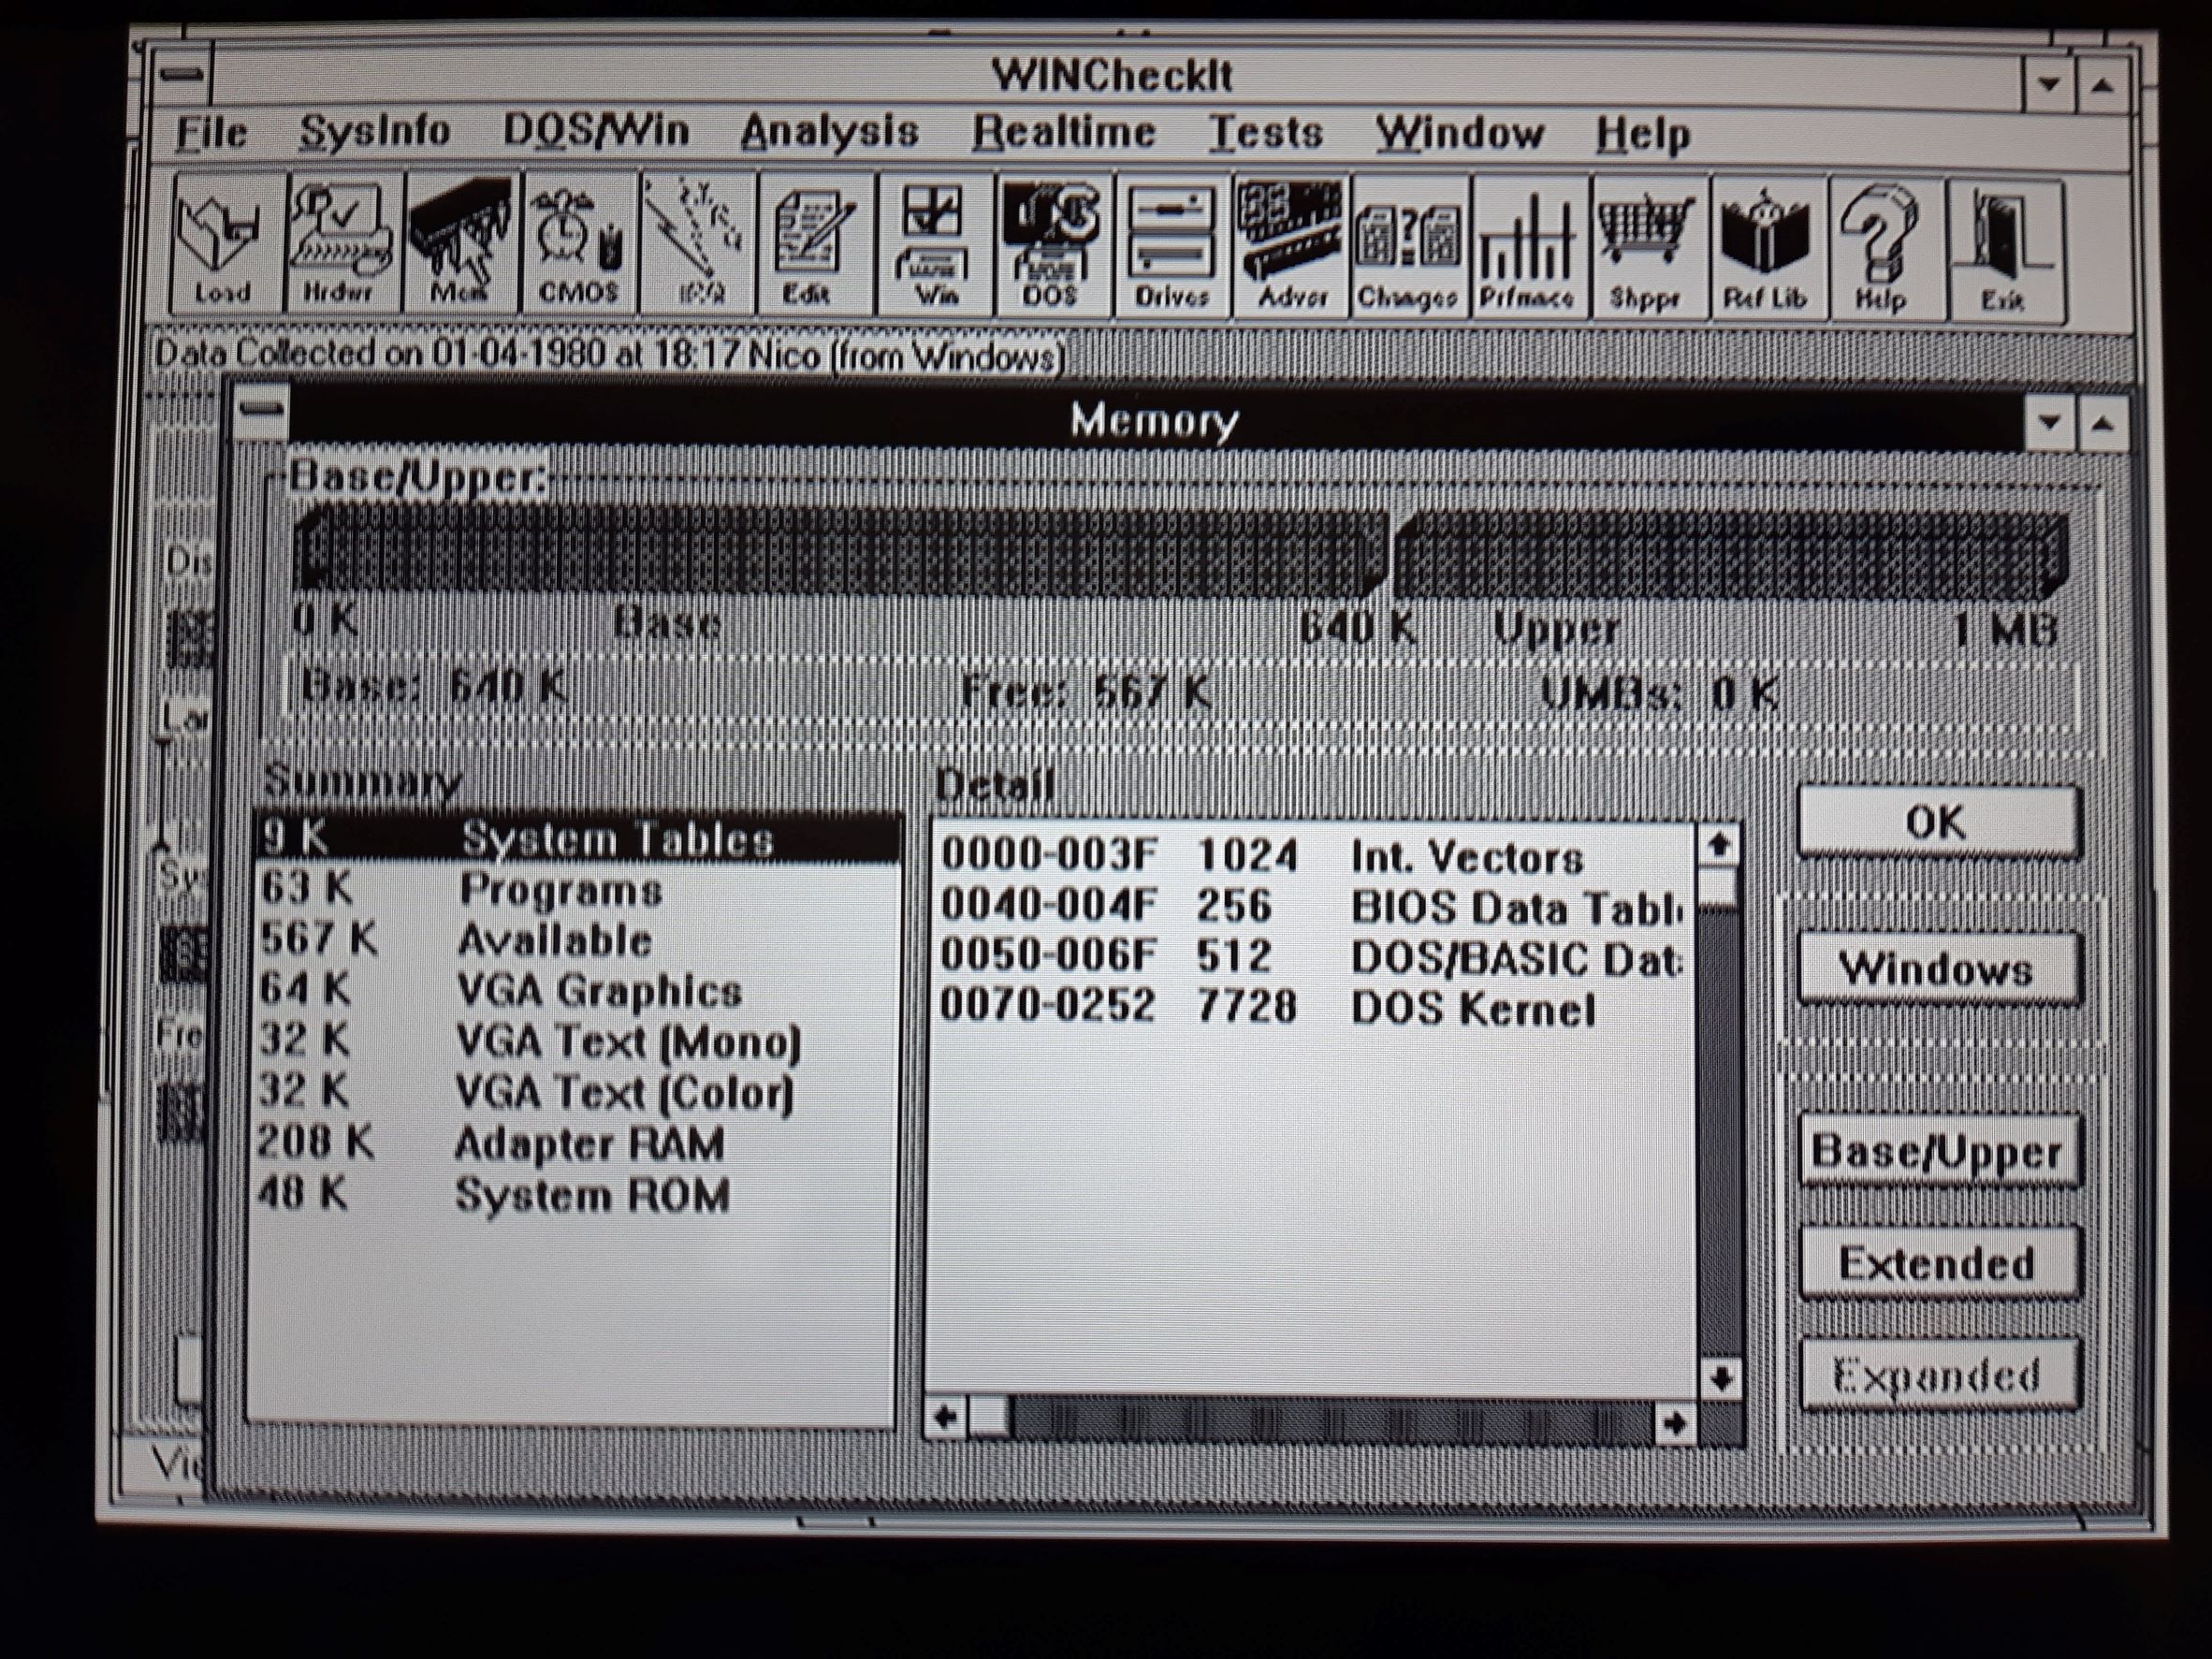 WINCheckIt
File SysInfo DOS/Win Analysis Realtime Tests Window Help
Load Hrdwr Mem CMOS IRQ Edit Win DOS Drives Advsr Changes Prfmnce Shppr Ref Lib Help Exit
Data Collected on 01-04-1980 at 18:17 Nico (from Windows)
Memory
Base/Upper:
0 K Base 640 K Upper 1 MB
Base: 640 K Free: 567 K UMBs: 0 K
Summary
9 K System Tables
63 K Programs
567 K Available
64 K VGA Graphics
32 K VGA Text (Mono)
32 K VGA Text (Color)
208 K Adapter RAM
48 K System ROM
Detail
0000-003F 1024 Int. Vectors
0040-004F 256 BIOS Data Tabl
0050-006F 512 DOS/BASIC Dat
0070-0252 7728 DOS Kernel
OK
Windows
Base/Upper
Extended
Expanded
Dis
Lar
Sys
Fre
Vie